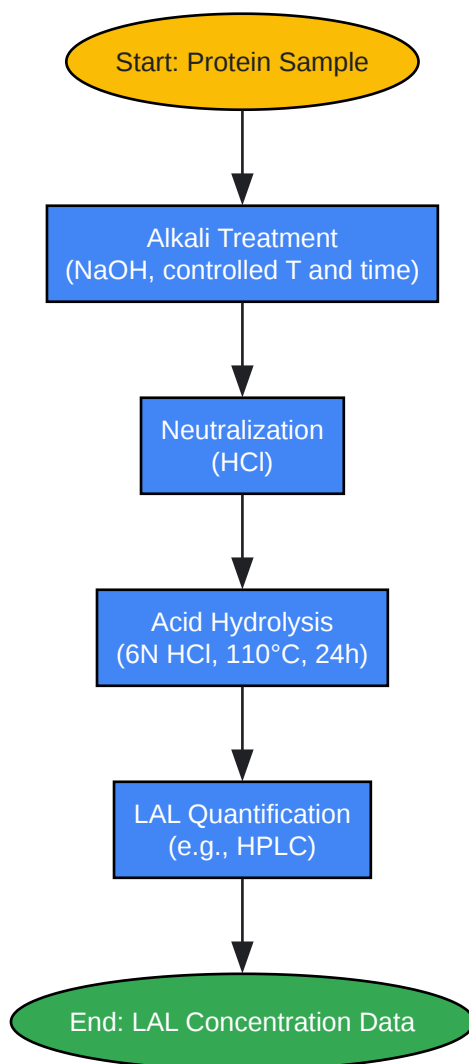 Start: Protein Sample
Alkali Treatment
(NaOH, controlled T and time)
Neutralization
(HCl)
Acid Hydrolysis
(6N HCl, 110°C, 24h)
LAL Quantification
(e.g., HPLC)
End: LAL Concentration Data